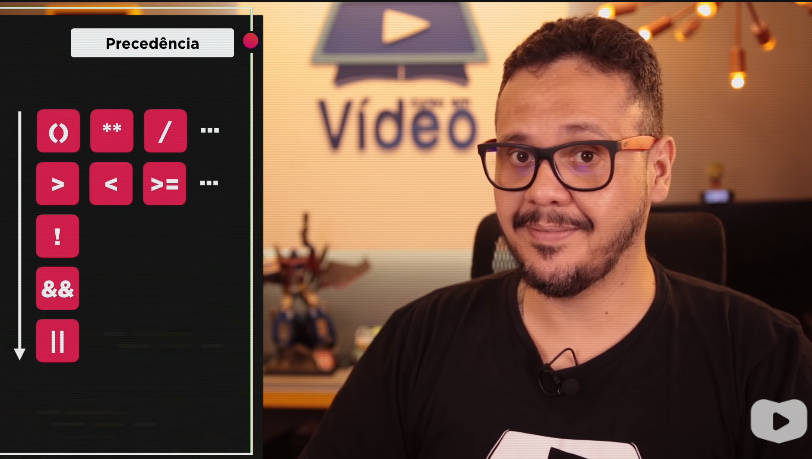 Precedência
() ** / ...
> < >= ...
!
&&
||
Vídeo